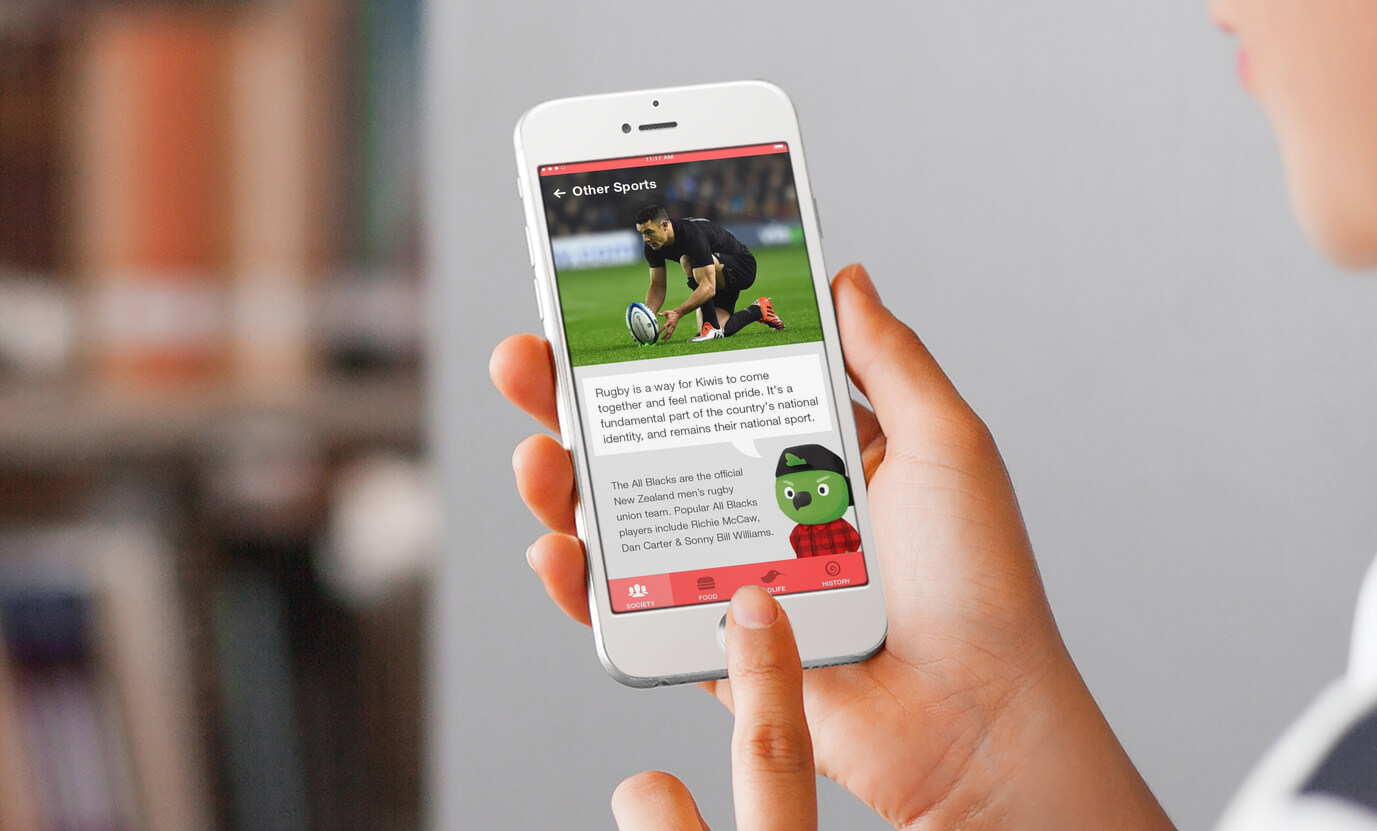 11:17 AM
← Other Sports
Rugby is a way for Kiwis to come
together and feel national pride. It's a
fundamental part of the country's national
identity, and remains their national sport.
The All Blacks are the official
New Zealand men's rugby
union team. Popular All Blacks
players include Richie McCaw,
Dan Carter & Sonny Bill Williams.
SOCIETY
FOOD
HISTORY